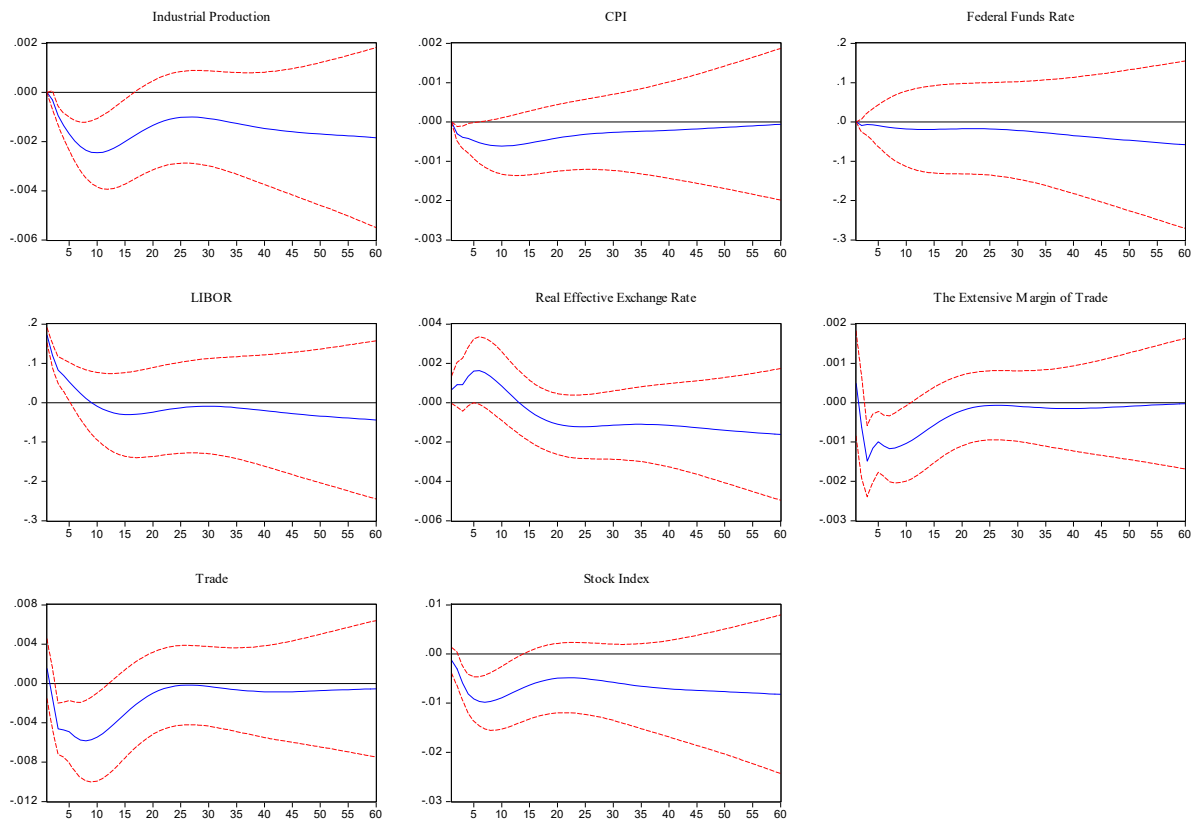 Industrial Production
.002
.000
-.002
-.004
-.006
5 10 15 20 25 30 35 40 45 50 55 60
CPI
.002
.001
.000
-.001
-.002
-.003
5 10 15 20 25 30 35 40 45 50 55 60
Federal Funds Rate
.2
.1
.0
-.1
-.2
-.3
5 10 15 20 25 30 35 40 45 50 55 60
LIBOR
.2
.1
.0
-.1
-.2
-.3
5 10 15 20 25 30 35 40 45 50 55 60
Real Effective Exchange Rate
.004
.002
.000
-.002
-.004
-.006
5 10 15 20 25 30 35 40 45 50 55 60
The Extensive Margin of Trade
.002
.001
.000
-.001
-.002
-.003
5 10 15 20 25 30 35 40 45 50 55 60
Trade
.008
.004
.000
-.004
-.008
-.012
5 10 15 20 25 30 35 40 45 50 55 60
Stock Index
.01
.00
-.01
-.02
-.03
5 10 15 20 25 30 35 40 45 50 55 60